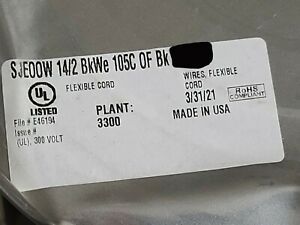 SJEOOW 14/2 BkWe 105C OF Bk
FLEXIBLE CORD
WIRES, FLEXIBLE
CORD
UL
LISTED
PLANT:
3300
3/31/21
MADE IN USA
RoHS
COMPLIANT
File # E46194
Issue #
(UL), 300 VOLT